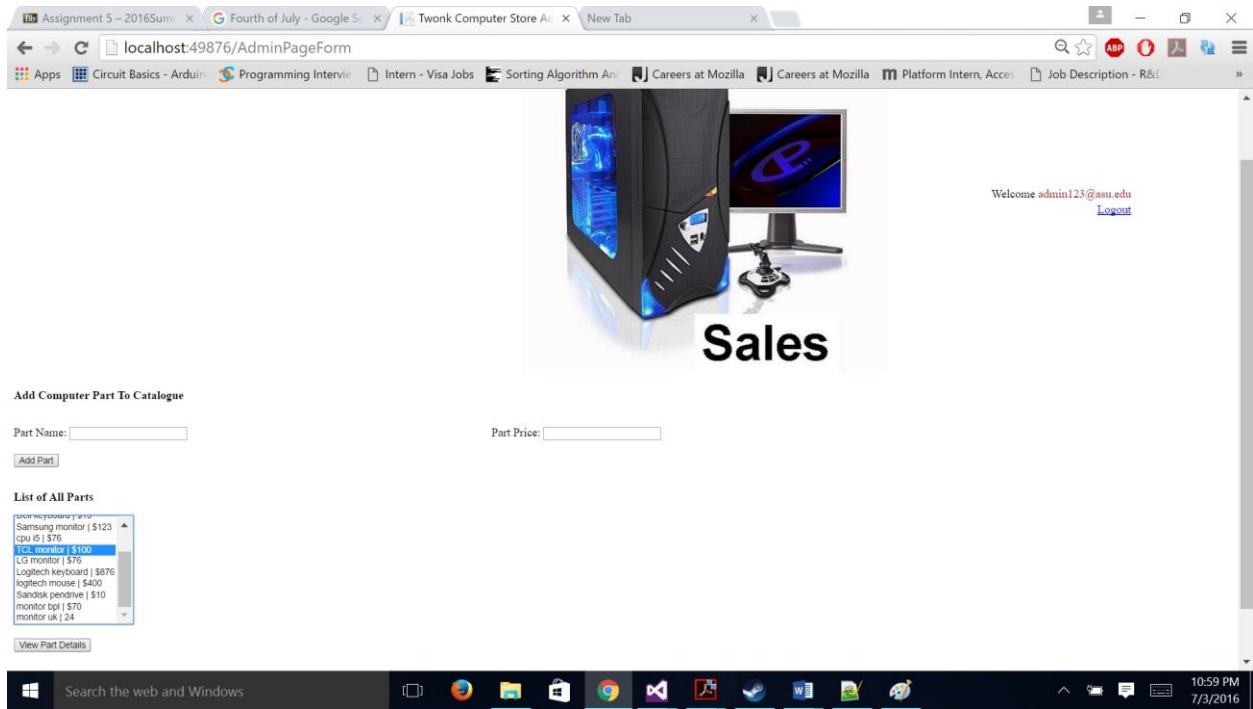 Assignment 5 – 2016Sum
Fourth of July - Google Se
Twonk Computer Store Ad
New Tab
localhost:49876/AdminPageForm
ABP
Apps
Circuit Basics - Arduin
Programming Intervie
Intern - Visa Jobs
Sorting Algorithm Ani
Careers at Mozilla
Careers at Mozilla
Platform Intern, Acces
Job Description - R&D
Welcome admin123@asu.edu
Logout
Sales
Add Computer Part To Catalogue
Part Name:
Part Price:
Add Part
List of All Parts
Dell keyboard | $15
Samsung monitor | $123
cpu i5 | $76
TCL monitor | $100
LG monitor | $76
Logitech keyboard | $876
logitech mouse | $400
Sandisk pendrive | $10
monitor bpl | $70
monitor uk | 24
View Part Details
Search the web and Windows
10:59 PM
7/3/2016